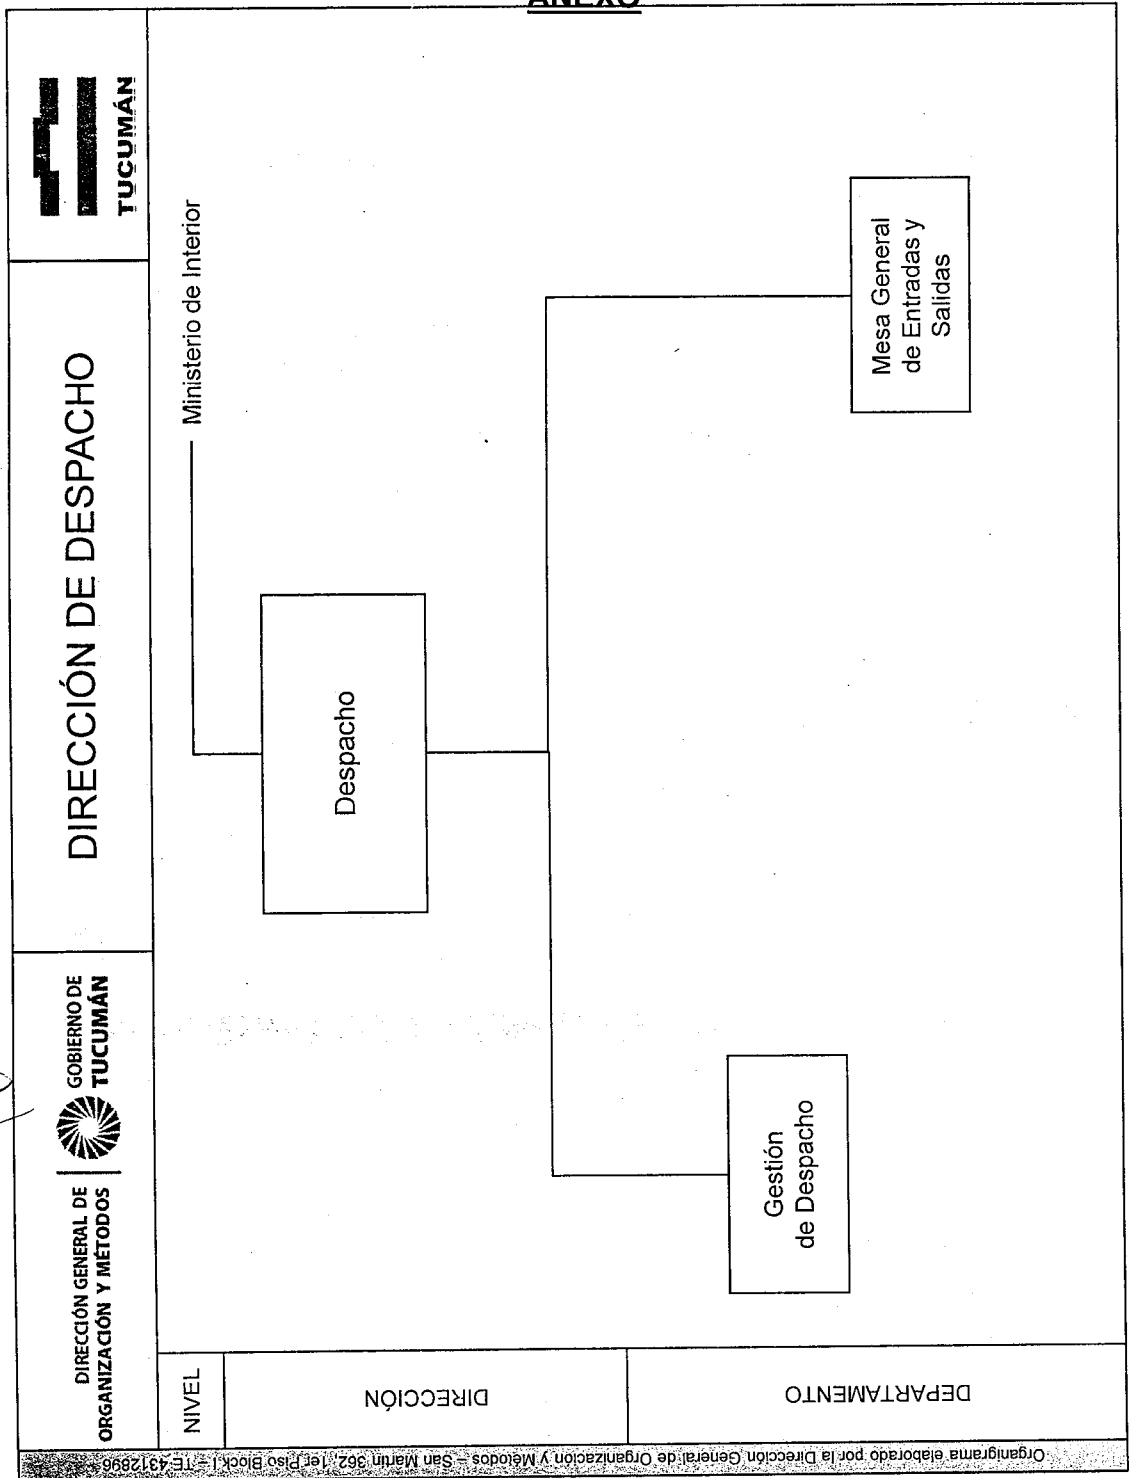 ANEXO
DIRECCIÓN GENERAL DE
ORGANIZACIÓN Y MÉTODOS
GOBIERNO DE
TUCUMÁN
DIRECCIÓN DE DESPACHO
TUCUMÁN
NIVEL
Ministerio de Interior
DIRECCIÓN
Despacho
DEPARTAMENTO
Gestión
de Despacho
Mesa General
de Entradas y
Salidas
Organigrama elaborado por la Dirección General de Organización y Métodos – San Martín 362, 1er Piso Block I – TE 4312896